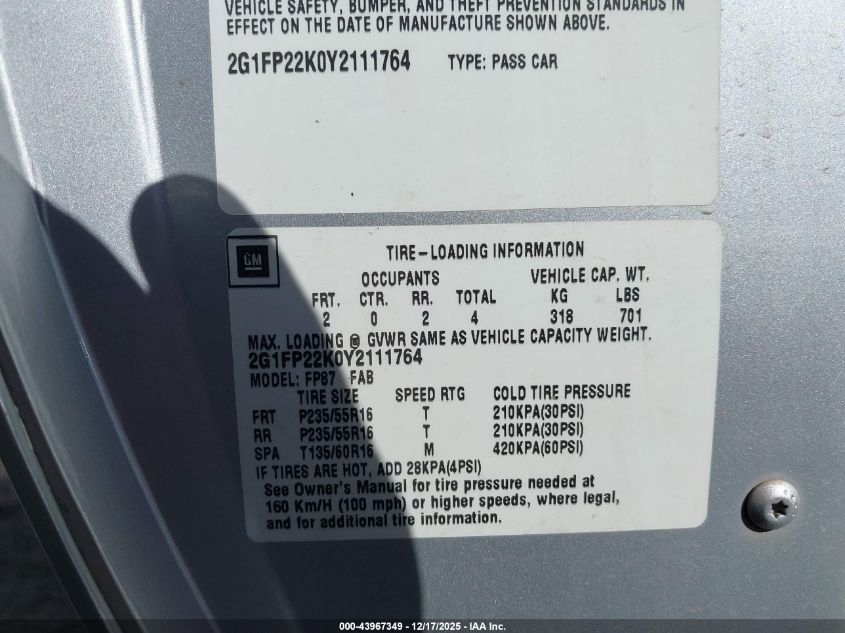 VEHICLE SAFETY, BUMPER, AND THEFT PREVENTION STANDARDS IN
EFFECT ON THE DATE OF MANUFACTURE SHOWN ABOVE.
2G1FP22K0Y2111764 TYPE: PASS CAR
GM
TIRE-LOADING INFORMATION
OCCUPANTS VEHICLE CAP. WT.
FRT. CTR. RR. TOTAL KG LBS
2 0 2 4 318 701
MAX. LOADING @ GVWR SAME AS VEHICLE CAPACITY WEIGHT.
2G1FP22K0Y2111764
MODEL: FP87 FAB
TIRE SIZE SPEED RTG COLD TIRE PRESSURE
FRT P235/55R16 T 210KPA(30PSI)
RR P235/55R16 T 210KPA(30PSI)
SPA T135/60R16 M 420KPA(60PSI)
IF TIRES ARE HOT, ADD 28KPA(4PSI)
See Owner's Manual for tire pressure needed at
160 Km/H (100 mph) or higher speeds, where legal,
and for additional tire information.
000-43967349 - 12/17/2025 - IAA Inc.